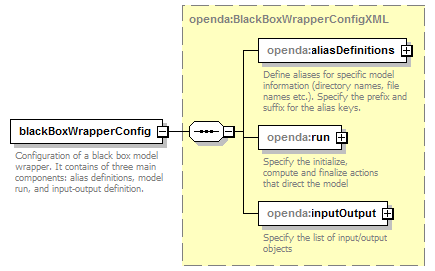 openda:BlackBoxWrapperConfigXML
openda:aliasDefinitions
Define aliases for specific model
information (directory names, file
names etc.). Specify the prefix and
suffix for the alias keys.
blackBoxWrapperConfig
Configuration of a black box model
wrapper. It contains of three main
components: alias definitions, model
run, and input-output definition.
openda:run
Specify the initialize,
compute and finalize actions
that direct the model
openda:inputOutput
Specify the list of input/output
objects